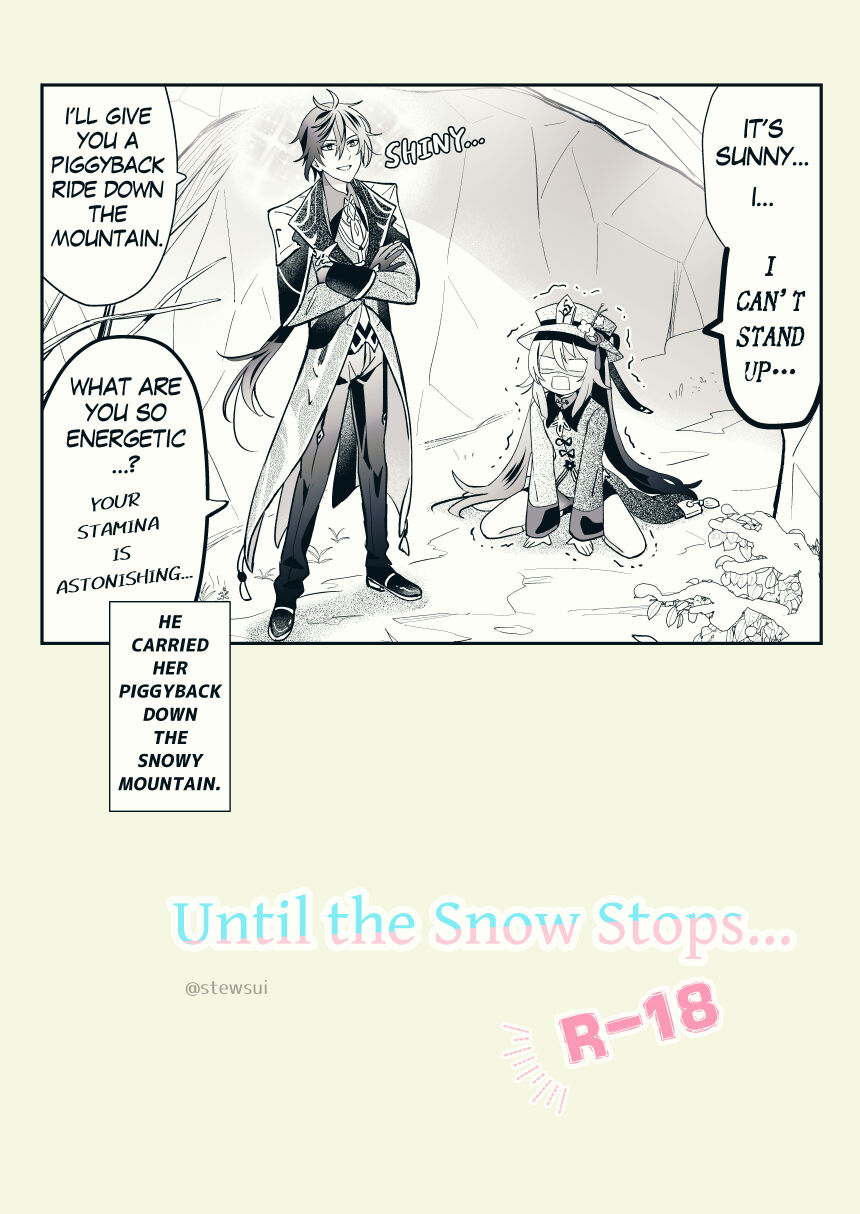 IT'S
SUNNY...
I...
I
CAN'T
STAND
UP...
SHINY...
I'LL GIVE
YOU A
PIGGYBACK
RIDE DOWN
THE
MOUNTAIN.
WHAT ARE
YOU SO
ENERGETIC
...?
YOUR
STAMINA
IS
ASTONISHING...
HE
CARRIED
HER
PIGGYBACK
DOWN
THE
SNOWY
MOUNTAIN.
Until the Snow Stops...
@stewsui
R-18